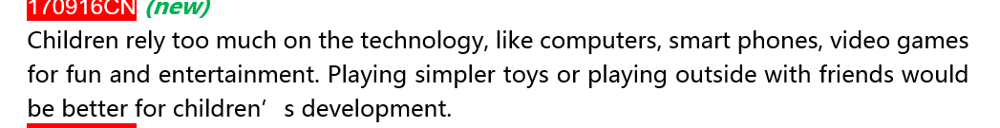 170916CN (new)
Children rely too much on the technology, like computers, smart phones, video games
for fun and entertainment. Playing simpler toys or playing outside with friends would
be better for children’ s development.